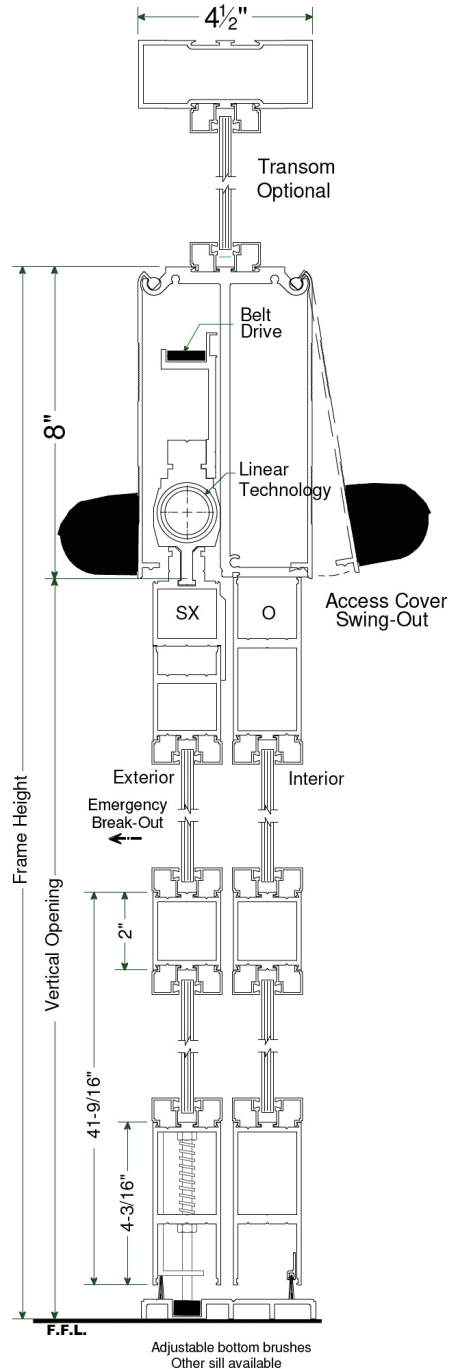 4½"
Transom
Optional
Belt
Drive
8"
Linear
Technology
SX
O
Access Cover
Swing-Out
Exterior
Interior
Emergency
Break-Out
Frame Height
Vertical Opening
2"
41-9/16"
4-3/16"
F.F.L.
Adjustable bottom brushes
Other sill available